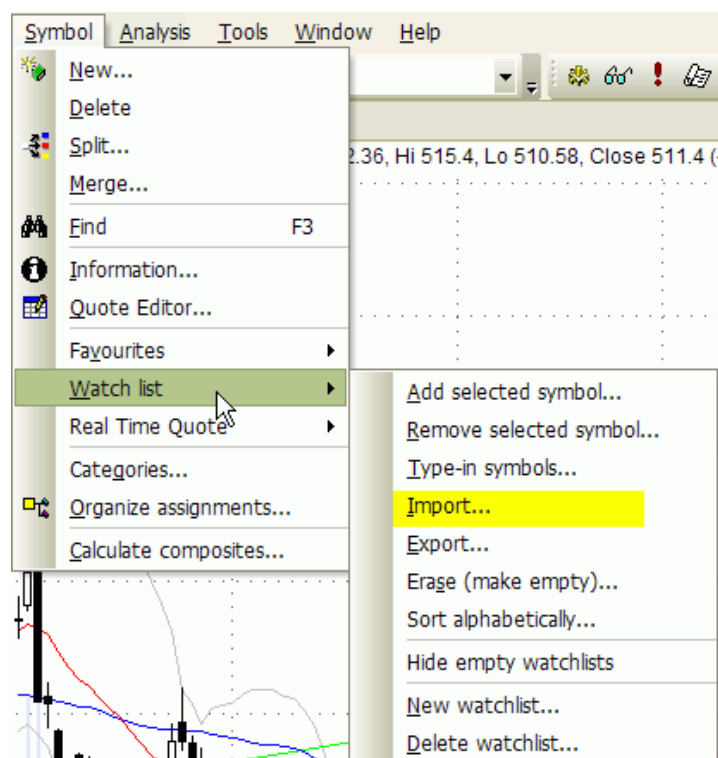 Symbol Analysis Tools Window Help
New...
Delete
Split...
2.36, Hi 515.4, Lo 510.58, Close 511.4 (
Merge...
Find F3
Information...
Quote Editor...
Favourites
Watch list
Add selected symbol...
Real Time Quote
Remove selected symbol...
Categories...
Type-in symbols...
Organize assignments...
Import...
Calculate composites...
Export...
Erase (make empty)...
Sort alphabetically...
Hide empty watchlists
New watchlist...
Delete watchlist...